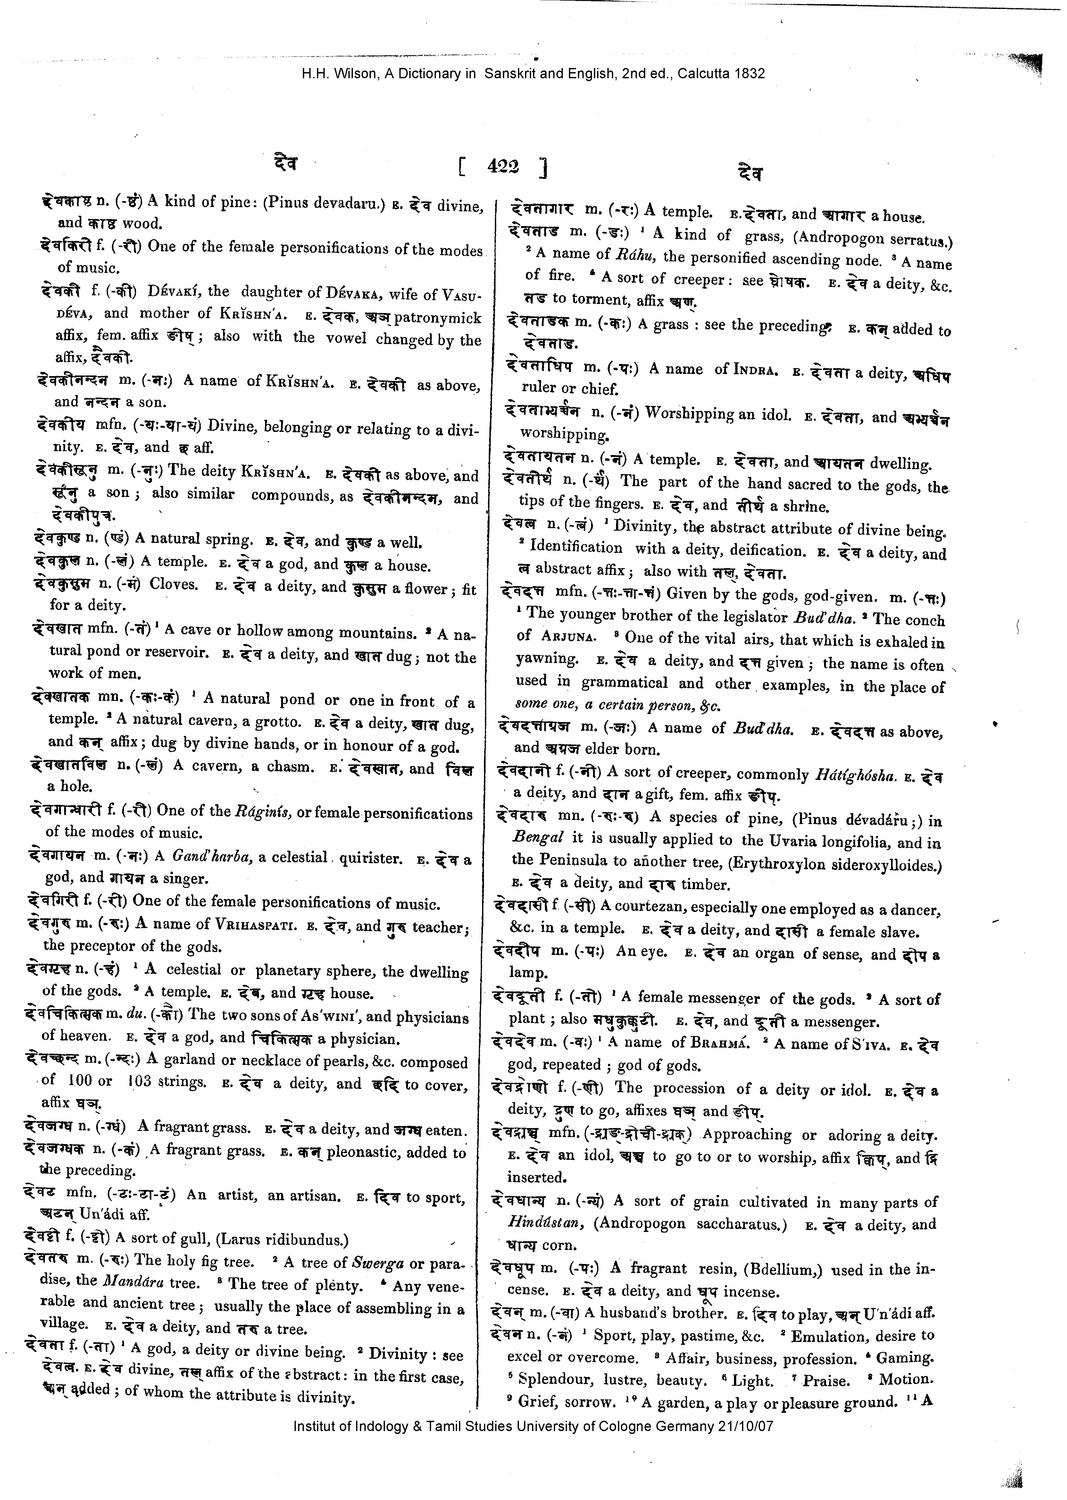 H.H. Wilson, A Dictionary in Sanskrit and English, 2nd ed., Calcutta 1832
देव [ 422 ] देव
देवकाष्ठ n. (-ष्ठं) A kind of pine: (Pinus devadaru.) E. देव divine,
and काष्ठ wood.
देवकिरी f. (-री) One of the female personifications of the modes
of music.
देवकी f. (-की) DÉVAKÍ, the daughter of DÉVAKA, wife of VASU-
DÉVA, and mother of KRĬSHN'A. E. देवक, अञ् patronymick
affix, fem. affix ङीष्; also with the vowel changed by the
affix, दैवकी.
देवकीनन्दन m. (-नः) A name of KRĬSHN'A. E. देवकी as above,
and नन्दन a son.
देवकीय mfn. (-यः-या-यं) Divine, belonging or relating to a divi-
nity. E. देव, and छ aff.
देवकीसूनु m. (-नुः) The deity KRĬSHN'A. E. देवकी as above, and
सूनु a son; also similar compounds, as देवकीनन्दन, and
देवकीपुत्र.
देवकुण्ड n. (ण्डं) A natural spring. E. देव, and कुण्ड a well.
देवकुल n. (-लं) A temple. E. देव a god, and कुल a house.
देवकुसुम n. (-मं) Cloves. E. देव a deity, and कुसुम a flower; fit
for a deity.
देवखात mfn. (-तं) ¹ A cave or hollow among mountains. ² A na-
tural pond or reservoir. E. देव a deity, and खात dug; not the
work of men.
देवखातक mn. (-कः-कं) ¹ A natural pond or one in front of a
temple. ² A natural cavern, a grotto. E. देव a deity, खात dug,
and कन् affix; dug by divine hands, or in honour of a god.
देवखातविल n. (-लं) A cavern, a chasm. E. देवखात, and विल
a hole.
देवगान्धारी f. (-री) One of the Ráginís, or female personifications
of the modes of music.
देवगायन m. (-नः) A Gand'harba, a celestial quirister. E. देव a
god, and गायन a singer.
देवगिरी f. (-री) One of the female personifications of music.
देवगुरु m. (-रुः) A name of VRIHASPATI. E. देव, and गुरु teacher;
the preceptor of the gods.
देवगृह n. (-हं) ¹ A celestial or planetary sphere, the dwelling
of the gods. ² A temple. E. देव, and गृह house.
देवचिकित्सक m. du. (-कौ) The two sons of AS'WINI', and physicians
of heaven. E. देव a god, and चिकित्सक a physician.
देवच्छन्द m. (-न्दः) A garland or necklace of pearls, &c. composed
of 100 or 103 strings. E. देव a deity, and छदि to cover,
affix घञ्.
देवजग्ध n. (-ग्धं) A fragrant grass. E. देव a deity, and जग्ध eaten.
देवजग्धक n. (-कं) A fragrant grass. E. कन् pleonastic, added to
the preceding.
देवट mfn. (-टः-टा-टं) An artist, an artisan. E. दिव to sport,
अटन् Un'ádi aff.
देवट्टी f. (-ट्टी) A sort of gull, (Larus ridibundus.)
देवतरु m. (-रुः) The holy fig tree. ² A tree of Swerga or para-
dise, the Mandára tree. ³ The tree of plenty. ⁴ Any vene-
rable and ancient tree; usually the place of assembling in a
village. E. देव a deity, and तरु a tree.
देवता f. (-ता) ¹ A god, a deity or divine being. ² Divinity: see
देवत्व. E. देव divine, तल् affix of the abstract: in the first case,
अन् added; of whom the attribute is divinity.
देवतागार m. (-रः) A temple. E. देवता, and आगार a house.
देवताड m. (-डः) ¹ A kind of grass, (Andropogon serratus.)
² A name of Ráhu, the personified ascending node. ³ A name
of fire. ⁴ A sort of creeper: see घोषक. E. देव a deity, &c.
तड to torment, affix अण्.
देवताडक m. (-कः) A grass: see the preceding. E. कन् added to
देवताड.
देवताधिप m. (-पः) A name of INDRA. E. देवता a deity, अधिप
ruler or chief.
देवताभ्यर्चन n. (-नं) Worshipping an idol. E. देवता, and अभ्यर्चन
worshipping.
देवतायतन n. (-नं) A temple. E. देवता, and आयतन dwelling.
देवतीर्थ n. (-र्थं) The part of the hand sacred to the gods, the
tips of the fingers. E. देव, and तीर्थ a shrine.
देवत्व n. (-त्वं) ¹ Divinity, the abstract attribute of divine being.
² Identification with a deity, deification. E. देव a deity, and
त्व abstract affix; also with तल्, देवता.
देवदत्त mfn. (-त्तः-त्ता-त्तं) Given by the gods, god-given. m. (-त्तः)
¹ The younger brother of the legislator Bud'dha. ² The conch
of ARJUNA. ³ One of the vital airs, that which is exhaled in
yawning. E. देव a deity, and दत्त given; the name is often
used in grammatical and other examples, in the place of
some one, a certain person, &c.
देवदत्ताग्रज m. (-जः) A name of Bud'dha. E. देवदत्त as above,
and अग्रज elder born.
देवदानी f. (-नी) A sort of creeper, commonly Hátíghósha. E. देव
a deity, and दान a gift, fem. affix ङीप्.
देवदारु mn. (-रुः-रु) A species of pine, (Pinus dévadáru;) in
Bengal it is usually applied to the Uvaria longifolia, and in
the Peninsula to another tree, (Erythroxylon sideroxylloides.)
E. देव a deity, and दारु timber.
देवदासी f (-सी) A courtezan, especially one employed as a dancer,
&c. in a temple. E. देव a deity, and दासी a female slave.
देवदीप m. (-पः) An eye. E. देव an organ of sense, and दीप a
lamp.
देवदूती f. (-ती) ¹ A female messenger of the gods. ² A sort of
plant; also मधुकुक्कुटी. E. देव, and दूती a messenger.
देवदेव m. (-वः) ¹ A name of BRAHMÁ. ² A name of S'IVA. E. देव
god, repeated; god of gods.
देवद्रोणी f. (-णी) The procession of a deity or idol. E. देव a
deity, द्रुण to go, affixes घञ् and ङीप्.
देवद्राञ्च् mfn. (-द्राङ्-द्रीची-द्राक्) Approaching or adoring a deity.
E. देव an idol, अञ्च to go to or to worship, affix क्विप्, and द्रि
inserted.
देवधान्य n. (-न्यं) A sort of grain cultivated in many parts of
Hindústan, (Andropogon saccharatus.) E. देव a deity, and
धान्य corn.
देवधूप m. (-पः) A fragrant resin, (Bdellium,) used in the in-
cense. E. देव a deity, and धूप incense.
देवन् m. (-वा) A husband's brother. E. दिव to play, अन् U'n'ádi aff.
देवन n. (-नं) ¹ Sport, play, pastime, &c. ² Emulation, desire to
excel or overcome. ³ Affair, business, profession. ⁴ Gaming.
⁵ Splendour, lustre, beauty. ⁶ Light. ⁷ Praise. ⁸ Motion.
⁹ Grief, sorrow. ¹⁰ A garden, a play or pleasure ground. ¹¹ A
Institut of Indology & Tamil Studies University of Cologne Germany 21/10/07